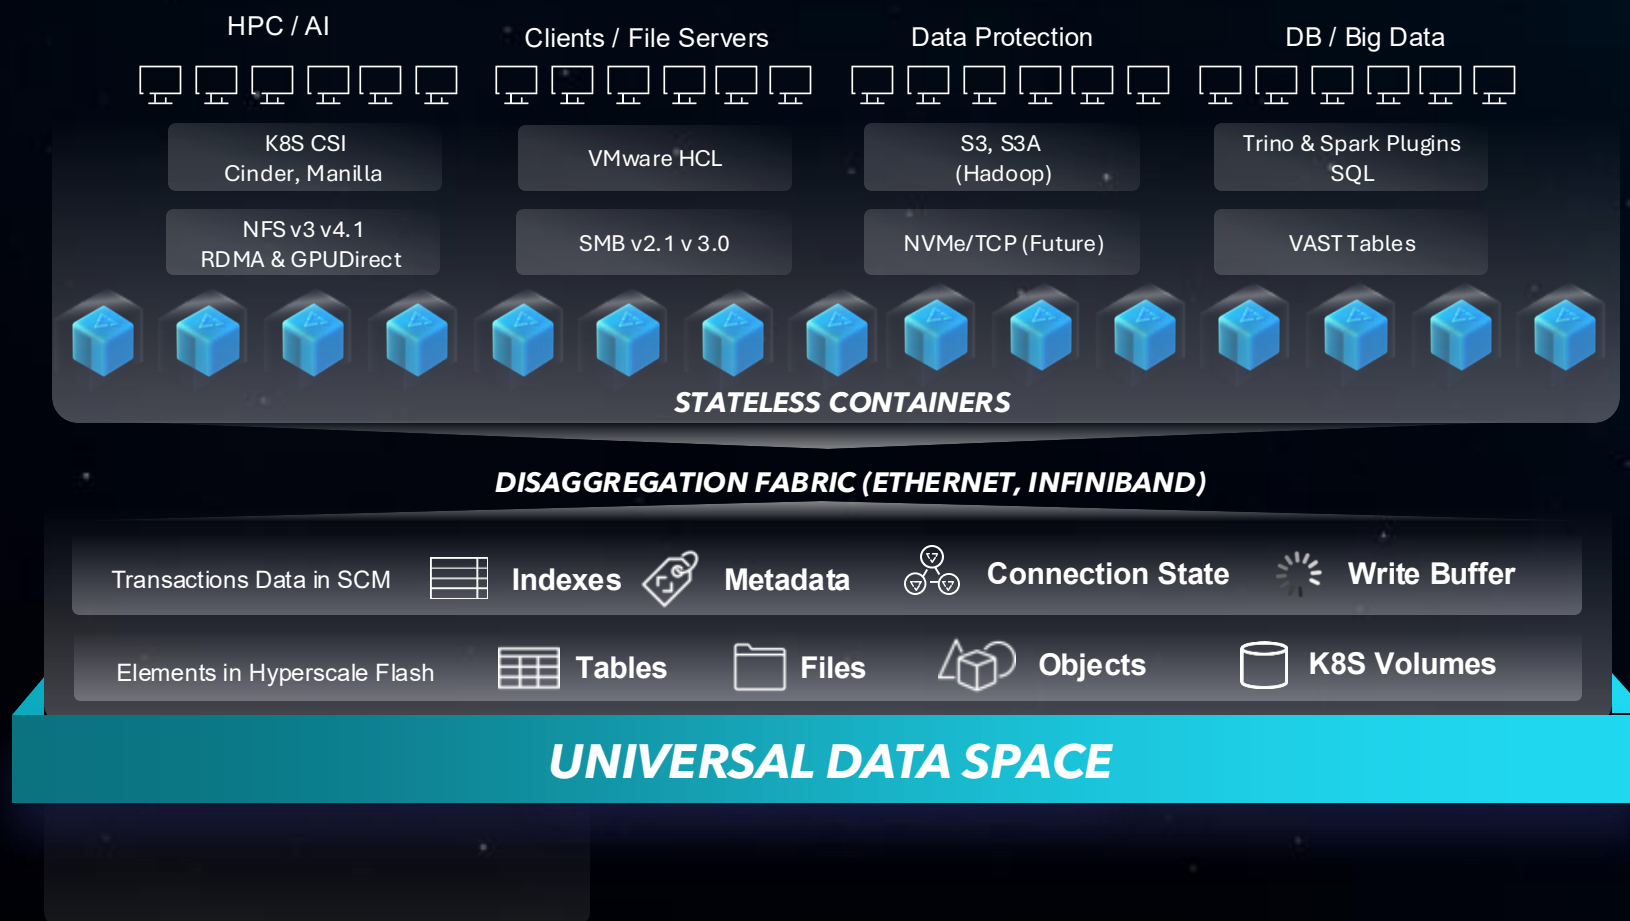 HPC / AI
Clients / File Servers
Data Protection
DB / Big Data
K8S CSI
Cinder, Manilla
VMware HCL
S3, S3A
(Hadoop)
Trino & Spark Plugins
SQL
NFS v3 v4.1
RDMA & GPUDirect
SMB v2.1 v 3.0
NVMe/TCP (Future)
VAST Tables
STATELESS CONTAINERS
DISAGGREGATION FABRIC (ETHERNET, INFINIBAND)
Transactions Data in SCM
Indexes
Metadata
Connection State
Write Buffer
Elements in Hyperscale Flash
Tables
Files
Objects
K8S Volumes
UNIVERSAL DATA SPACE